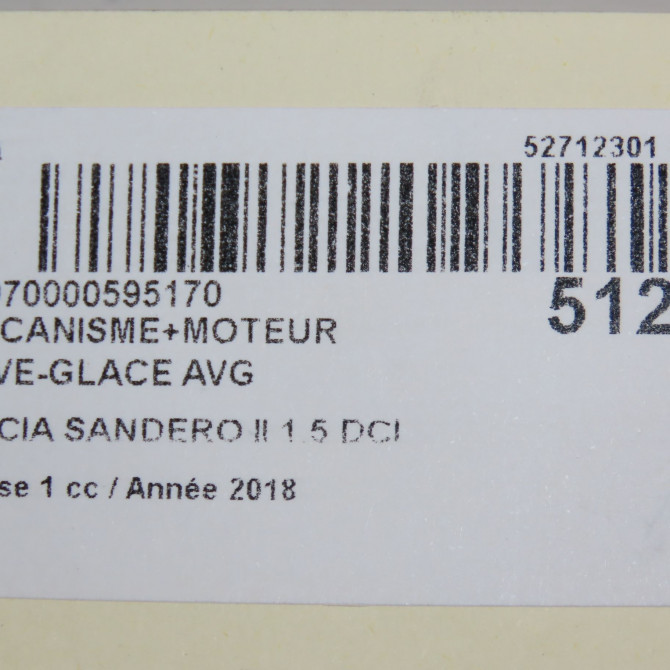 52712301
070000595170
512
CANISME+MOTEUR
VE-GLACE AVG
CIA SANDERO II 1.5 DCI
se 1 cc / Année 2018